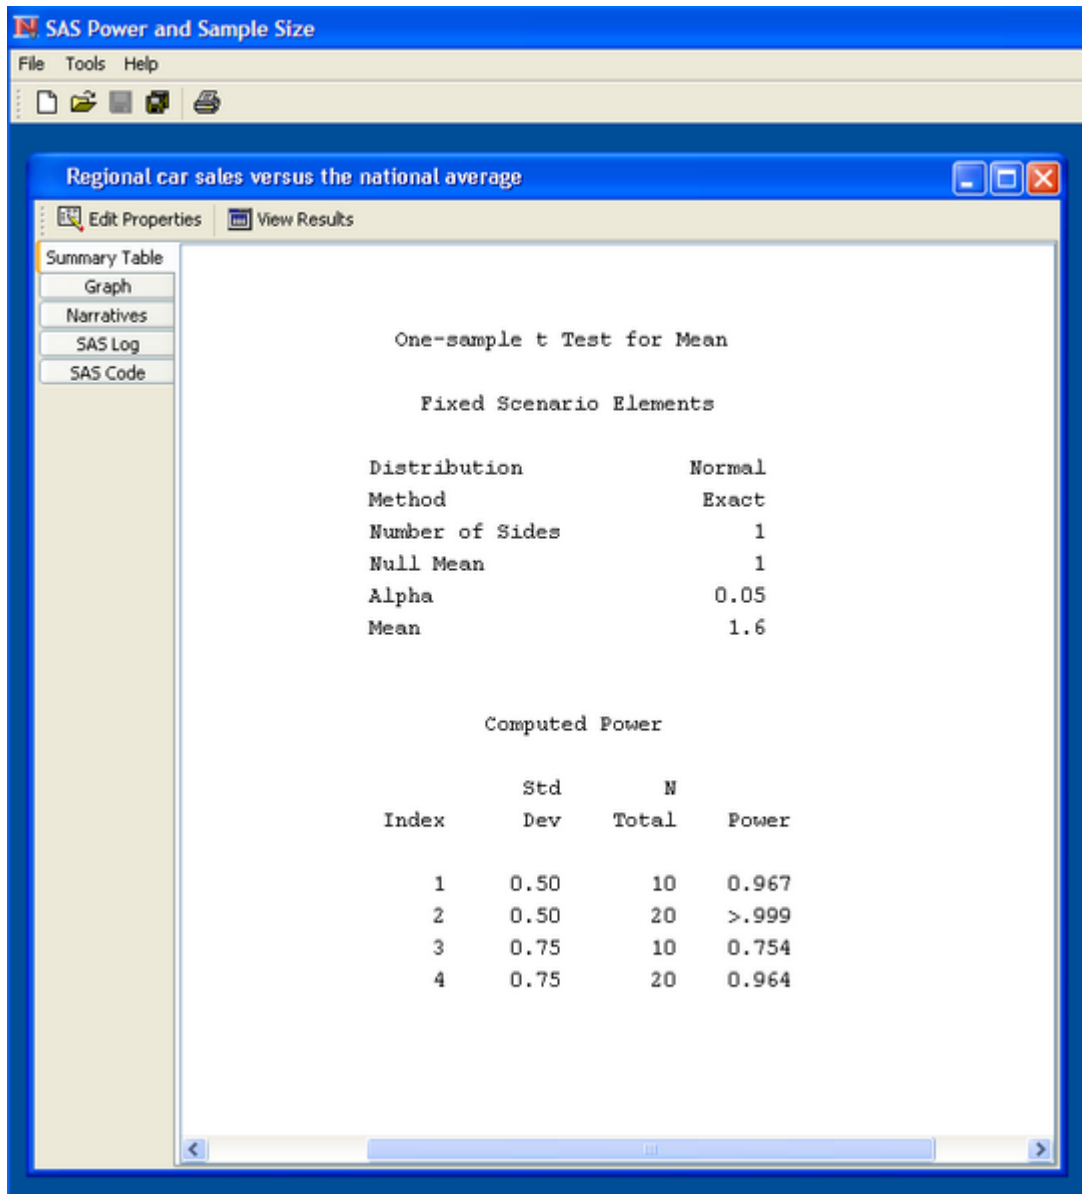 SAS Power and Sample Size
File Tools Help
Regional car sales versus the national average
Edit Properties View Results
Summary Table
Graph
Narratives
SAS Log
SAS Code
One-sample t Test for Mean
Fixed Scenario Elements
Distribution Normal
Method Exact
Number of Sides 1
Null Mean 1
Alpha 0.05
Mean 1.6
Computed Power
Std N
Index Dev Total Power
1 0.50 10 0.967
2 0.50 20 >.999
3 0.75 10 0.754
4 0.75 20 0.964